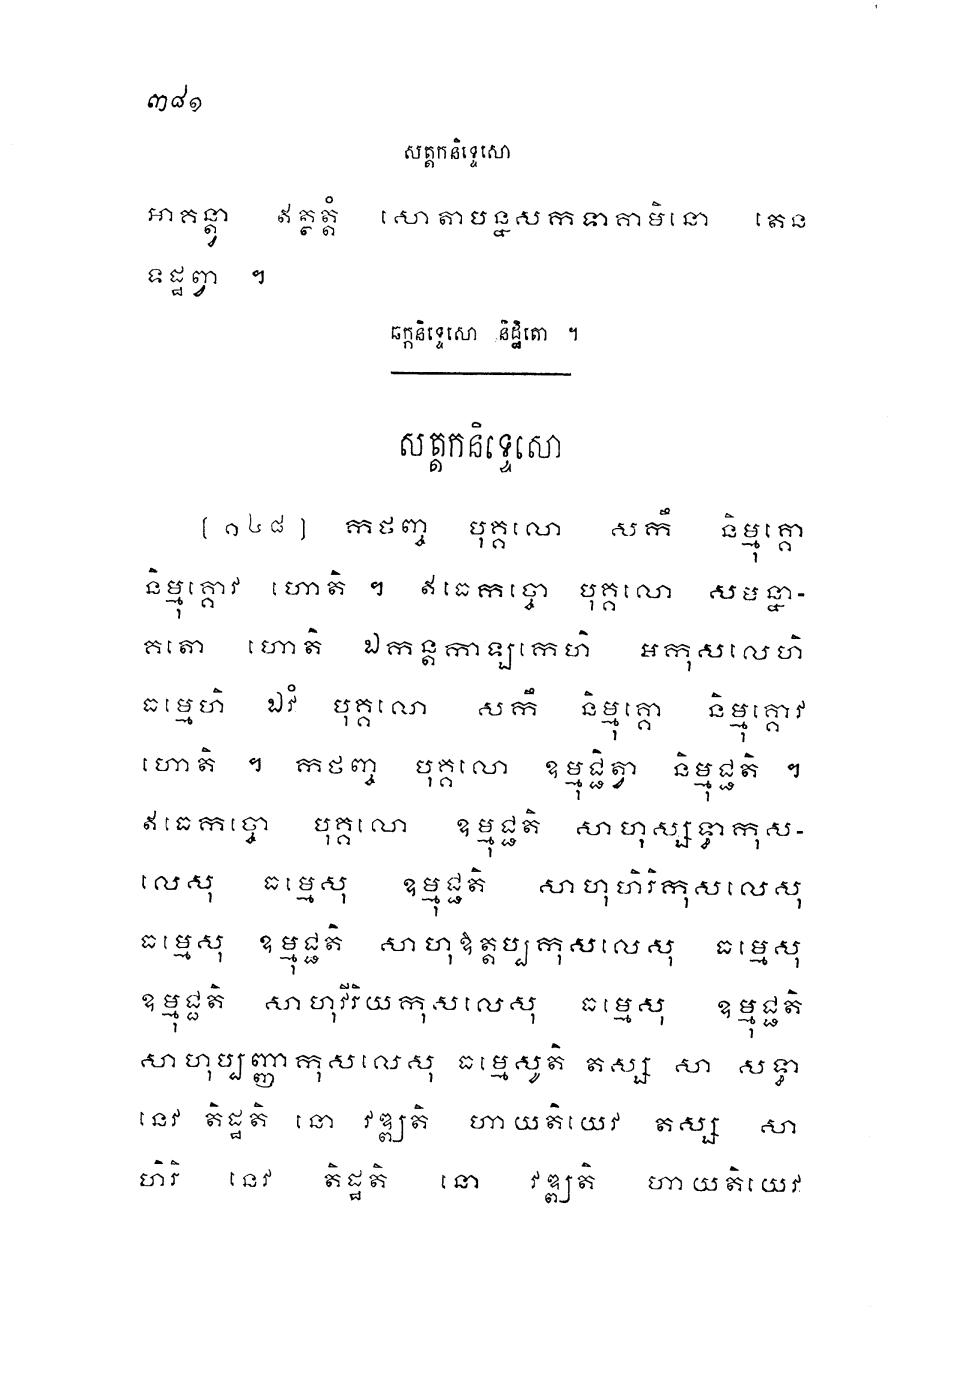 ៣៨១
សត្តកនិទ្ទេសោ
អាគន្ត្វា ឥត្ថត្តំ សោតាបន្នសកទាគាមិនោ តេន
ទដ្ឋព្វា ។
ឆក្កនិទ្ទេសោ និដ្ឋិតោ ។
សត្តកនិទ្ទេសោ
[១៤៨] កថញ្ច បុគ្គលោ សកឹ និម្មុគ្គោ
និម្មុគ្គោវ ហោតិ ។ ឥធេកច្ចោ បុគ្គលោ សមន្នា-
គតោ ហោតិ ឯកន្តកាឡកេហិ អកុសលេហិ
ធម្មេហិ ឯវំ បុគ្គលោ សកឹ និម្មុគ្គោ និម្មុគ្គោវ
ហោតិ ។ កថញ្ច បុគ្គលោ ឧម្មុជ្ជិត្វា និម្មុជ្ជតិ ។
ឥធេកច្ចោ បុគ្គលោ ឧម្មុជ្ជតិ សាហុស្សទ្ធាកុស-
លេសុ ធម្មេសុ ឧម្មុជ្ជតិ សាហុហិរិកុសលេសុ
ធម្មេសុ ឧម្មុជ្ជតិ សាហុឱត្តប្បកុសលេសុ ធម្មេសុ
ឧម្មុជ្ជតិ សាហុវីរិយកុសលេសុ ធម្មេសុ ឧម្មុជ្ជតិ
សាហុប្បញ្ញាកុសលេសុ ធម្មេសូតិ តស្ស សា សទ្ធា
នេវ តិដ្ឋតិ នោ វឌ្ឍតិ ហាយតិយេវ តស្ស សា
ហិរិ នេវ តិដ្ឋតិ នោ វឌ្ឍតិ ហាយតិយេវ